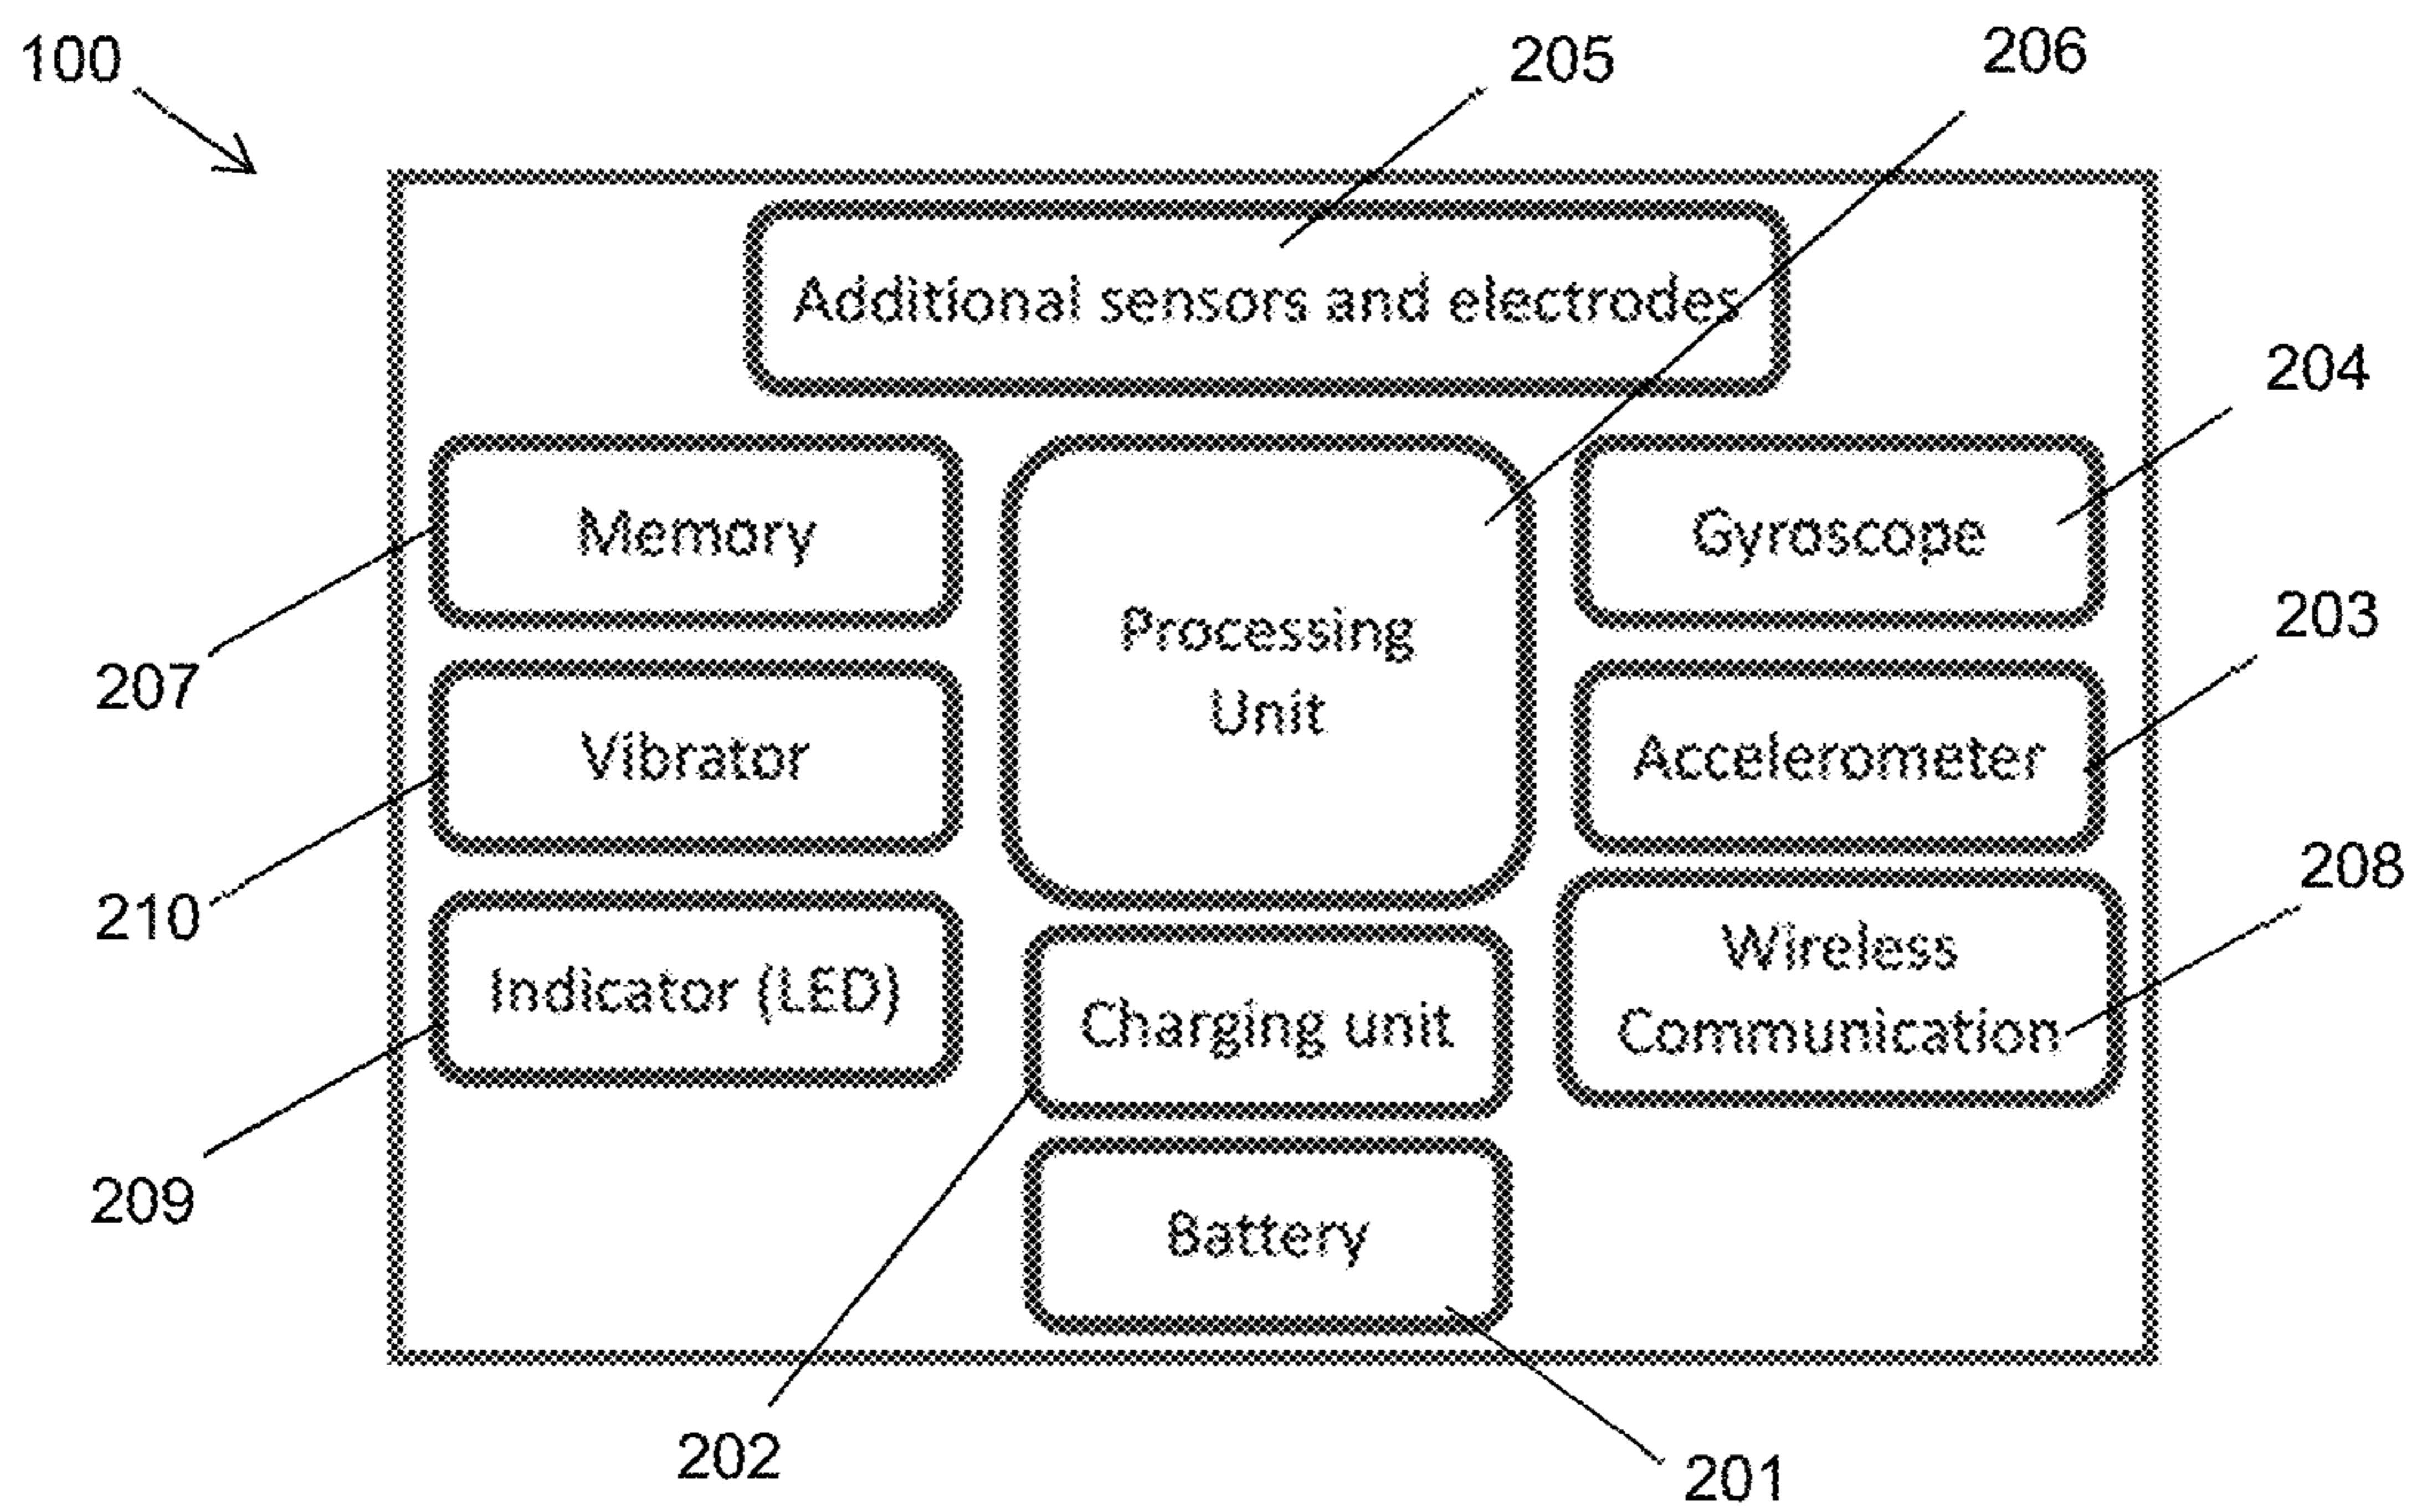 100
205
206
Additional sensors and electrodes
204
Memory
Gyroscope
203
Processing
Unit
207
Vibrator
Accelerometer
208
210
Wireless
Communication
Indicator (LED)
Charging unit
209
Battery
202
201